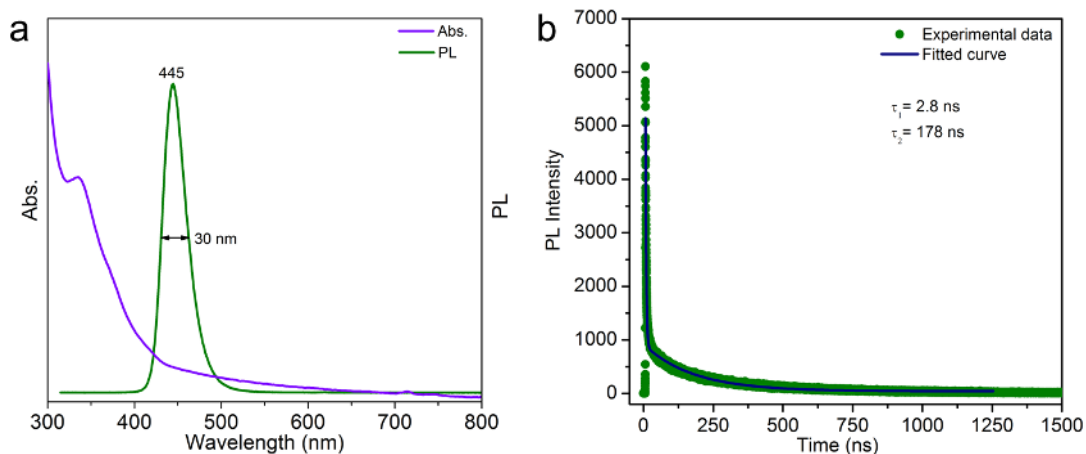 a
Abs.
PL
445
30 nm
Abs.
PL
300 400 500 600 700 800
Wavelength (nm)
b
7000
6000
5000
4000
3000
2000
1000
0
PL Intensity
Experimental data
Fitted curve
τ1= 2.8 ns
τ2= 178 ns
0 250 500 750 1000 1250 1500
Time (ns)